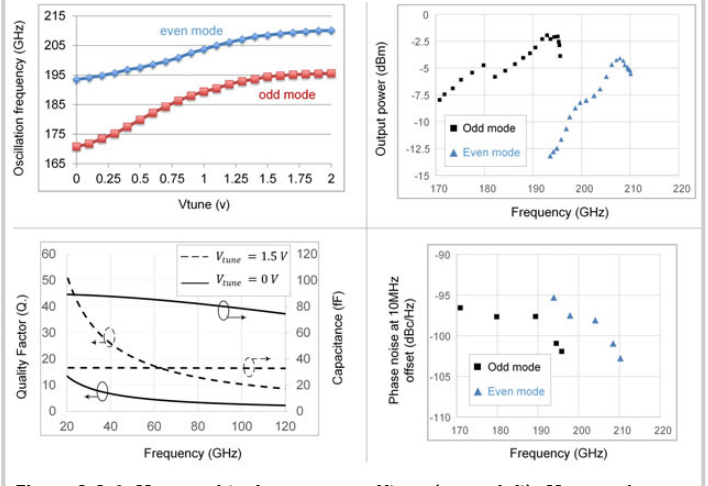 215
205
195
185
175
165
Oscillation frequency (GHz)
even mode
odd mode
0 0.25 0.5 0.75 1 1.25 1.5 1.75 2
Vtune (v)
0
-2.5
-5
-7.5
-10
-12.5
-15
Output power (dBm)
Odd mode
Even mode
170 180 190 200 210 220
Frequency (GHz)
60
50
40
30
20
10
0
Quality Factor (Q.)
Vtune = 1.5 V
Vtune = 0 V
120
100
80
60
40
20
0
Capacitance (fF)
20 40 60 80 100 120
Frequency (GHz)
-90
-95
-100
-105
-110
Phase noise at 10MHz
offset (dBc/Hz)
Odd mode
Even mode
170 180 190 200 210 220
Frequency (GHz)